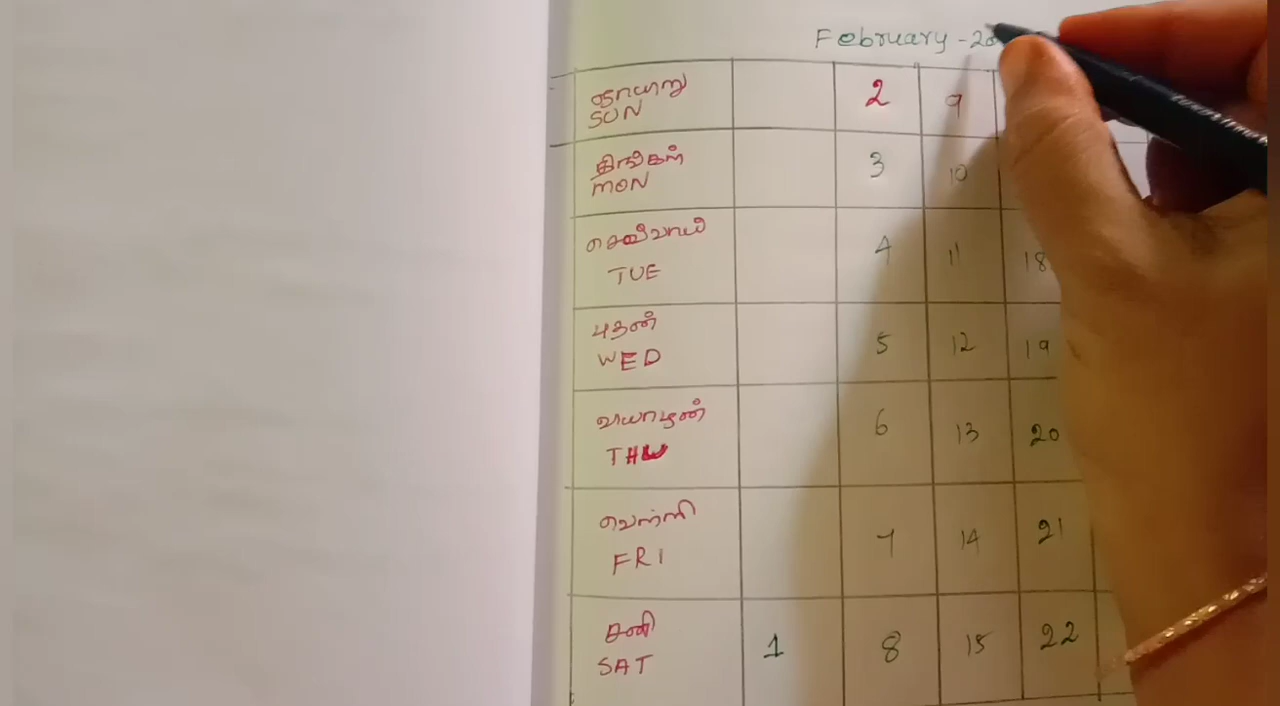 February - 20
ஞாயிறு
SUN
2 9
திங்கள்
MON
3 10
செவ்வாய்
TUE
4 11 18
புதன்
WED
5 12 19
வியாழன்
THU
6 13 20
வெள்ளி
FRI
7 14 21
சனி
SAT
1 8 15 22